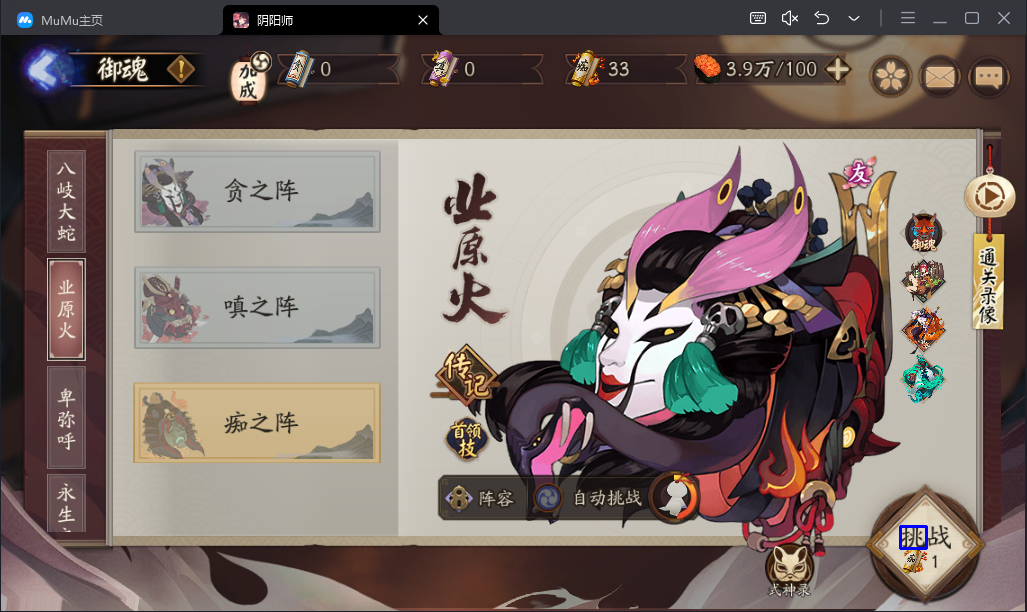 MuMu主页
阴阳师
御魂
加成
0
0
33
3.9万/100
八岐大蛇
业原火
卑弥呼
永生
贪之阵
嗔之阵
痴之阵
业原火
传记
首领技
阵容
自动挑战
友
御魂
通关录像
挑战
1
式神录